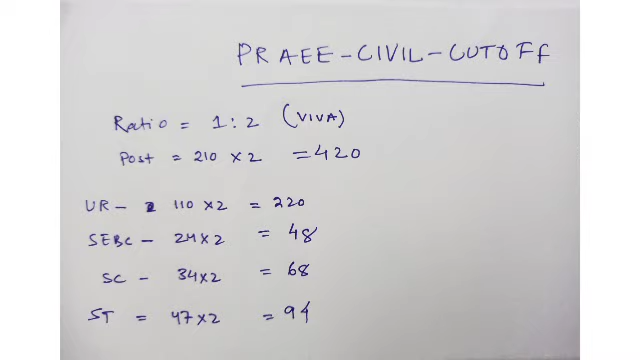 PRAEE-CIVIL-CUTOFF
Ratio = 1:2 (VIVA)
Post = 210 × 2 = 420
UR - 110 × 2 = 220
SEBC - 24 × 2 = 48
SC - 34 × 2 = 68
ST = 47 × 2 = 94